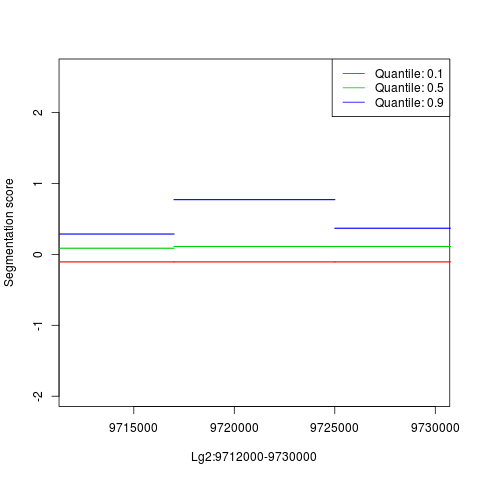 Quantile: 0.1
Quantile: 0.5
Quantile: 0.9
Segmentation score
2
1
0
-1
-2
9715000 9720000 9725000 9730000
Lg2:9712000-9730000